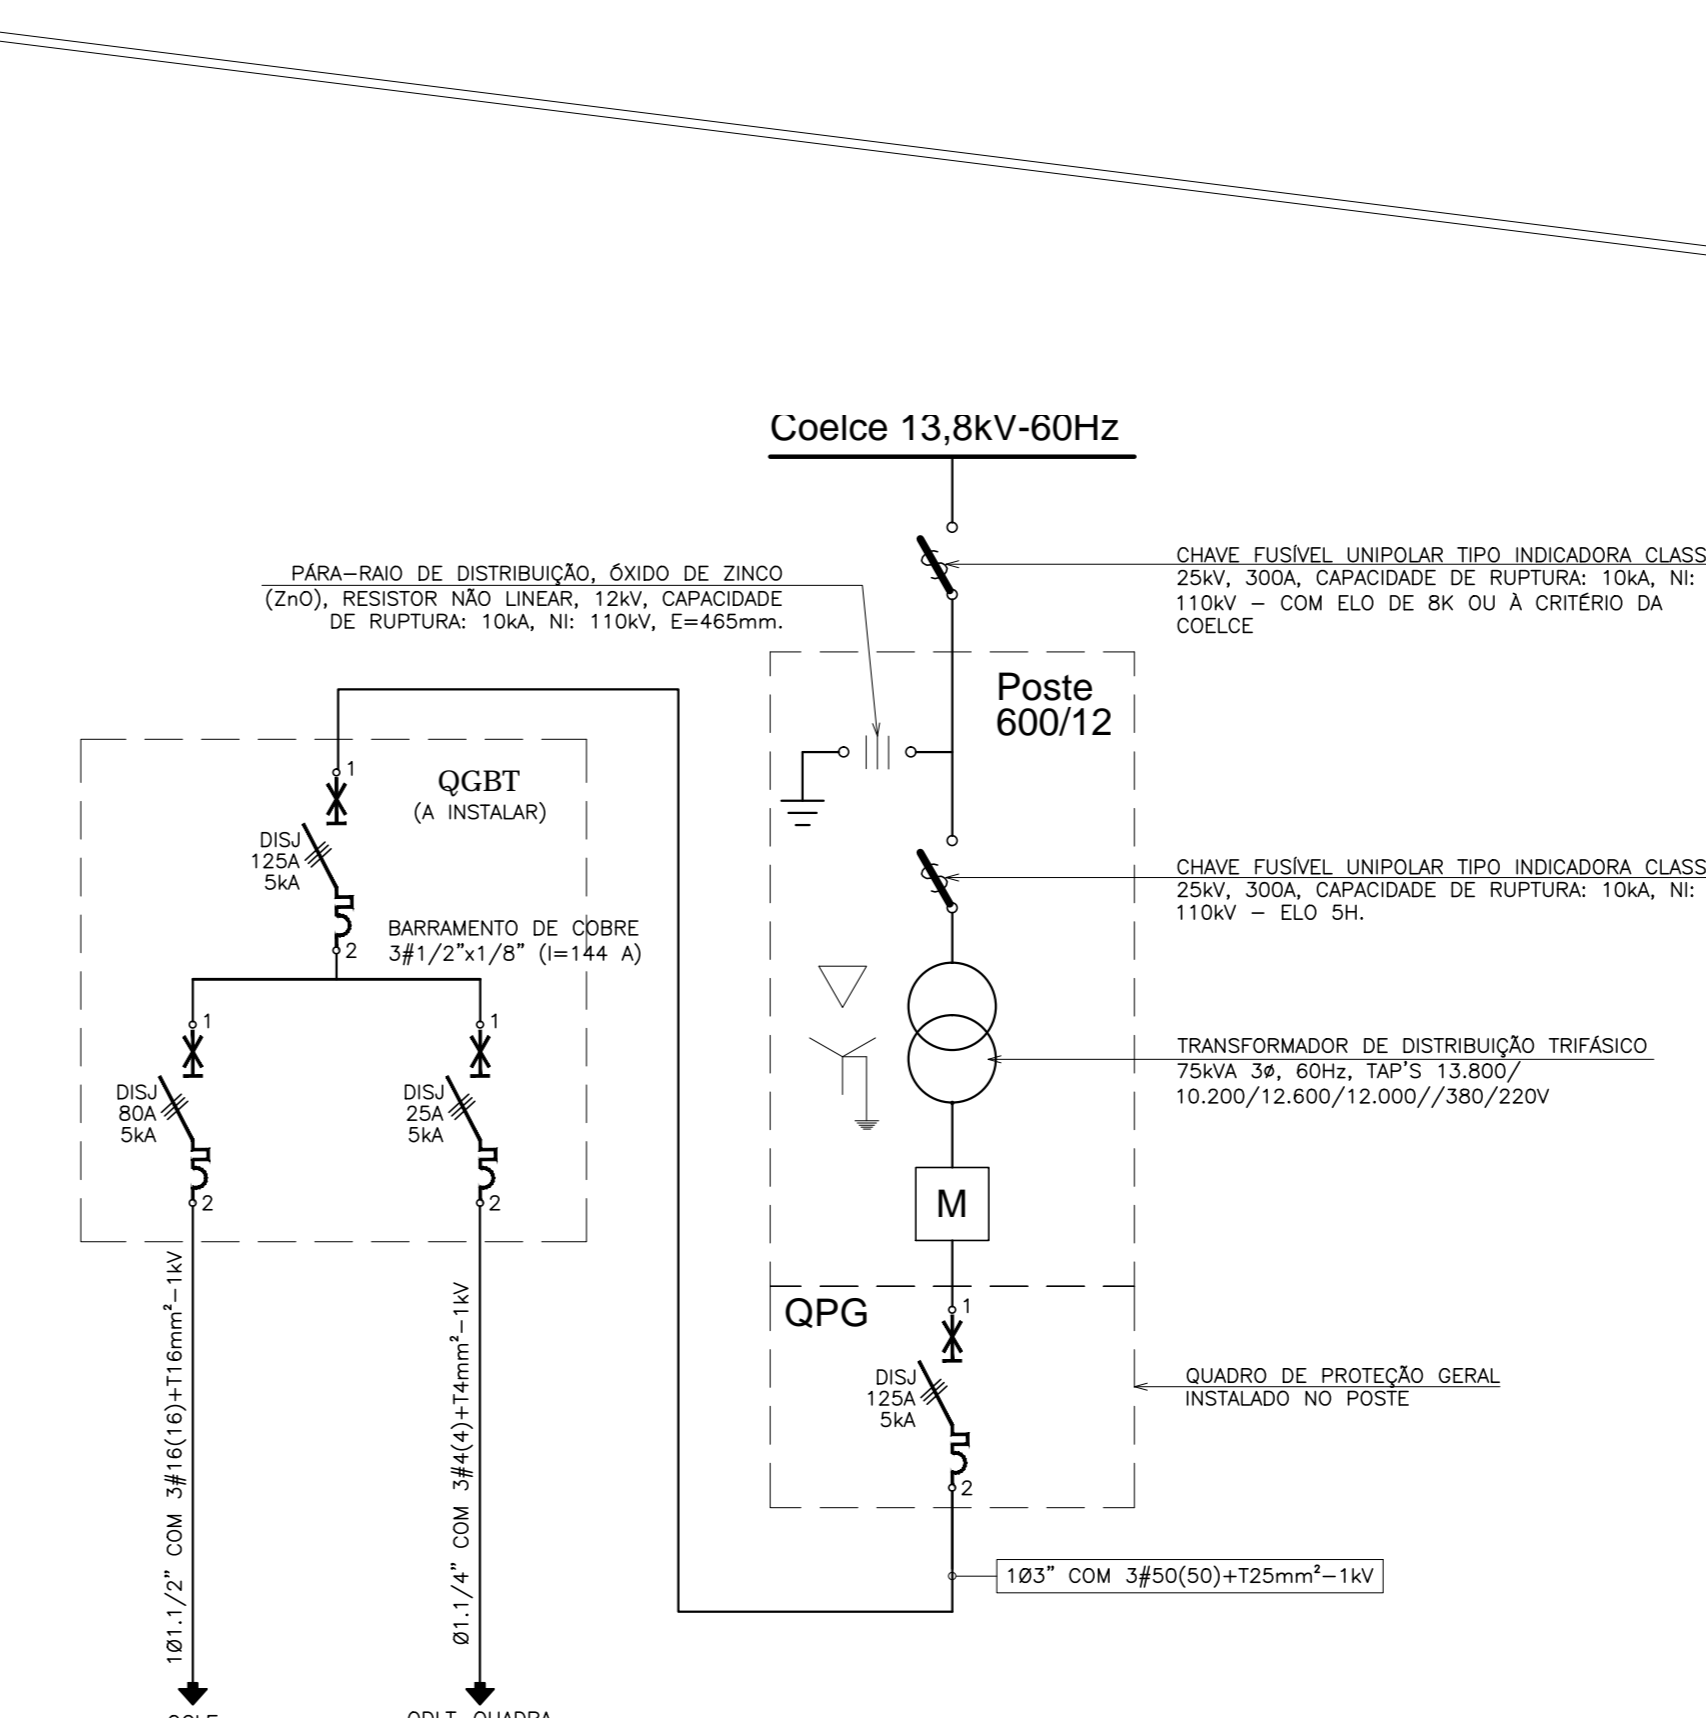 Coelce 13,8kV-60Hz
CHAVE FUSÍVEL UNIPOLAR TIPO INDICADORA CLASS
25kV, 300A, CAPACIDADE DE RUPTURA: 10kA, NI:
110kV – COM ELO DE 8K OU À CRITÉRIO DA
COELCE
PÁRA–RAIO DE DISTRIBUIÇÃO, ÓXIDO DE ZINCO
(ZnO), RESISTOR NÃO LINEAR, 12kV, CAPACIDADE
DE RUPTURA: 10kA, NI: 110kV, E=465mm.
Poste
600/12
1
QGBT
(A INSTALAR)
DISJ
125A
5kA
2
BARRAMENTO DE COBRE
3#1/2”x1/8” (I=144 A)
CHAVE FUSÍVEL UNIPOLAR TIPO INDICADORA CLASS
25kV, 300A, CAPACIDADE DE RUPTURA: 10kA, NI:
110kV – ELO 5H.
1
DISJ
80A
5kA
2
1
DISJ
25A
5kA
2
TRANSFORMADOR DE DISTRIBUIÇÃO TRIFÁSICO
75kVA 3ø, 60Hz, TAP'S 13.800/
10.200/12.600/12.000//380/220V
M
QPG
1
DISJ
125A
5kA
2
QUADRO DE PROTEÇÃO GERAL
INSTALADO NO POSTE
1Ø3” COM 3#50(50)+T25mm²–1kV
1Ø1.1/2” COM 3#16(16)+T16mm²–1kV
Ø1.1/4” COM 3#4(4)+T4mm²–1kV
QUADRA